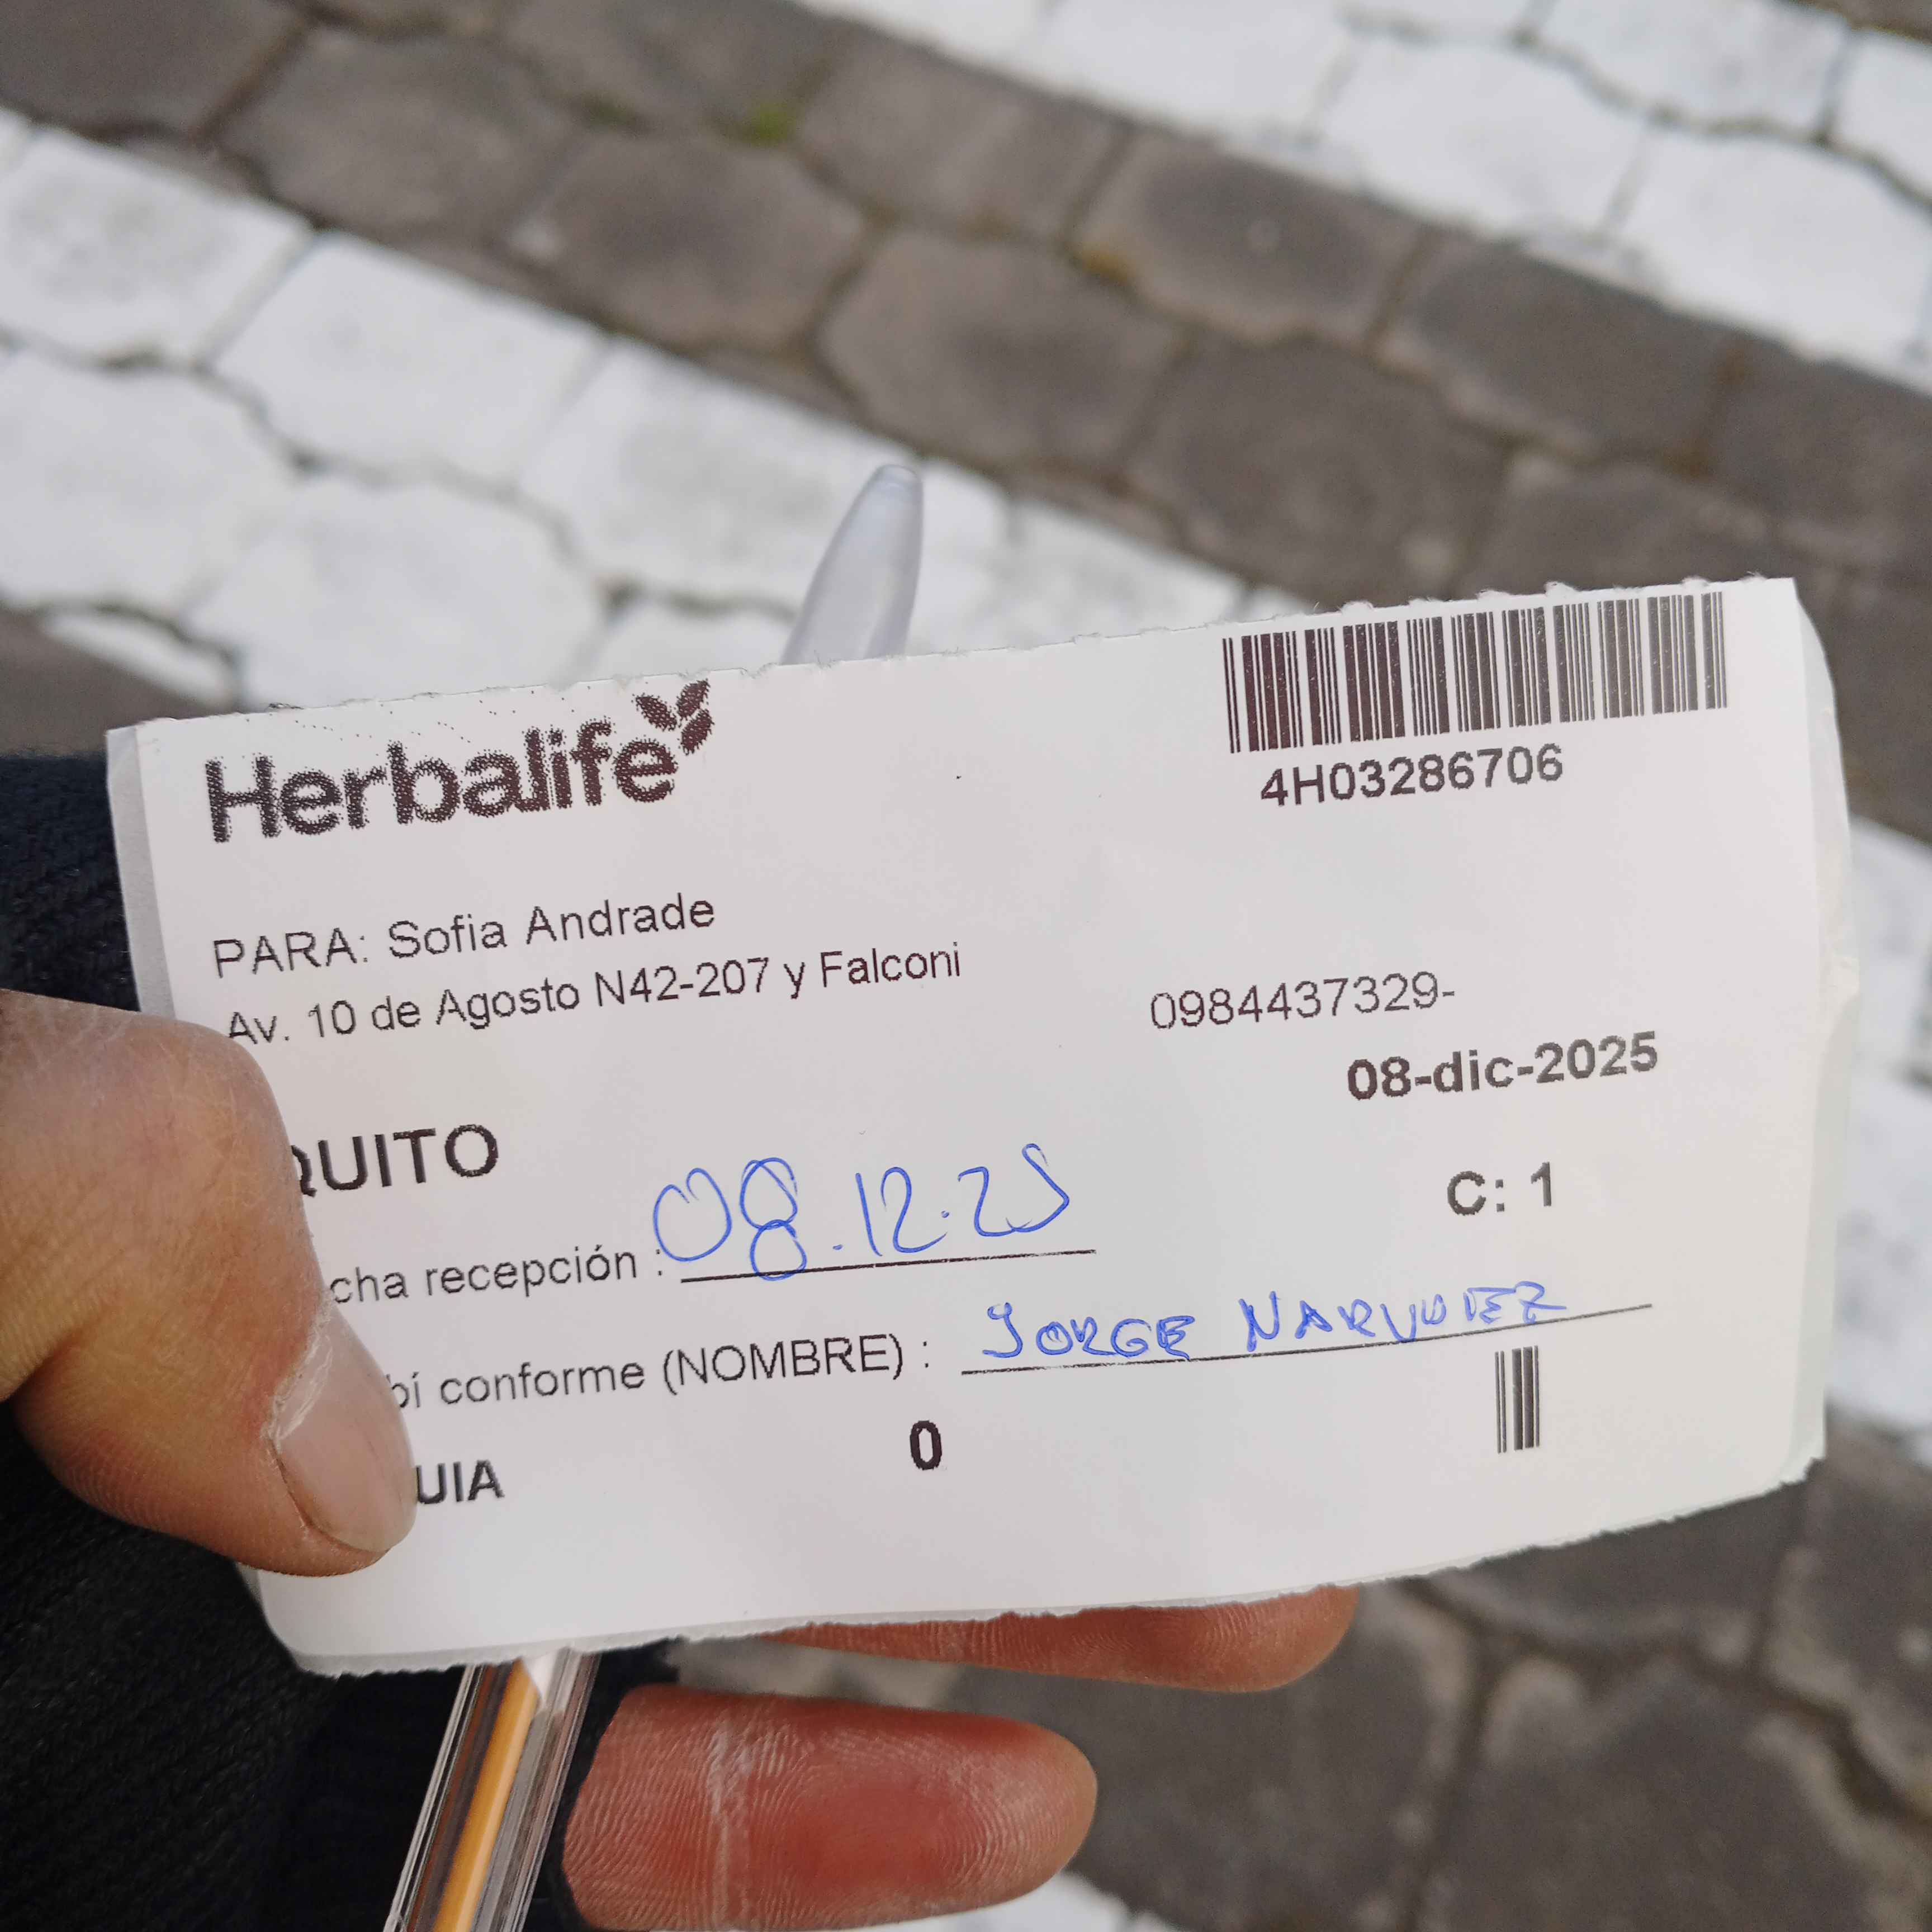 Herbalife
4H03286706
PARA: Sofia Andrade
Av. 10 de Agosto N42-207 y Falconi
0984437329-
08-dic-2025
QUITO
C: 1
cha recepción : 08.12.25
bí conforme (NOMBRE) : JORGE
UIA 0